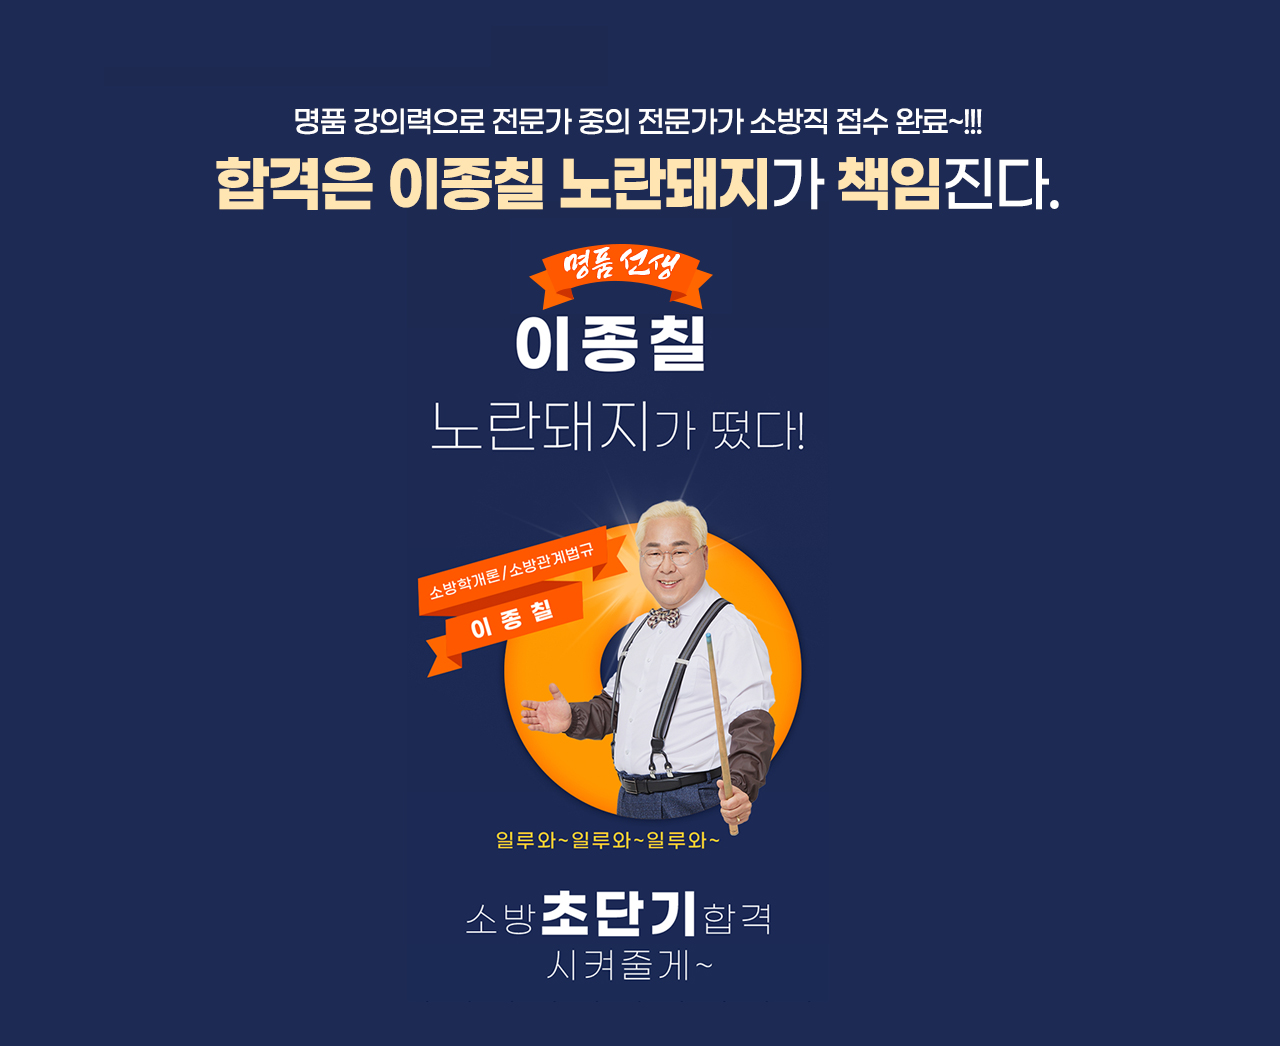 명품 강의력으로 전문가 중의 전문가가 소방직 접수 완료~!!!
합격은 이종칠 노란돼지가 책임진다.
명품 선생
이종칠
노란돼지가 떴다!
소방학개론/소방관계법규
이 종 칠
일루와~일루와~일루와~
소방초단기합격
시켜줄게~